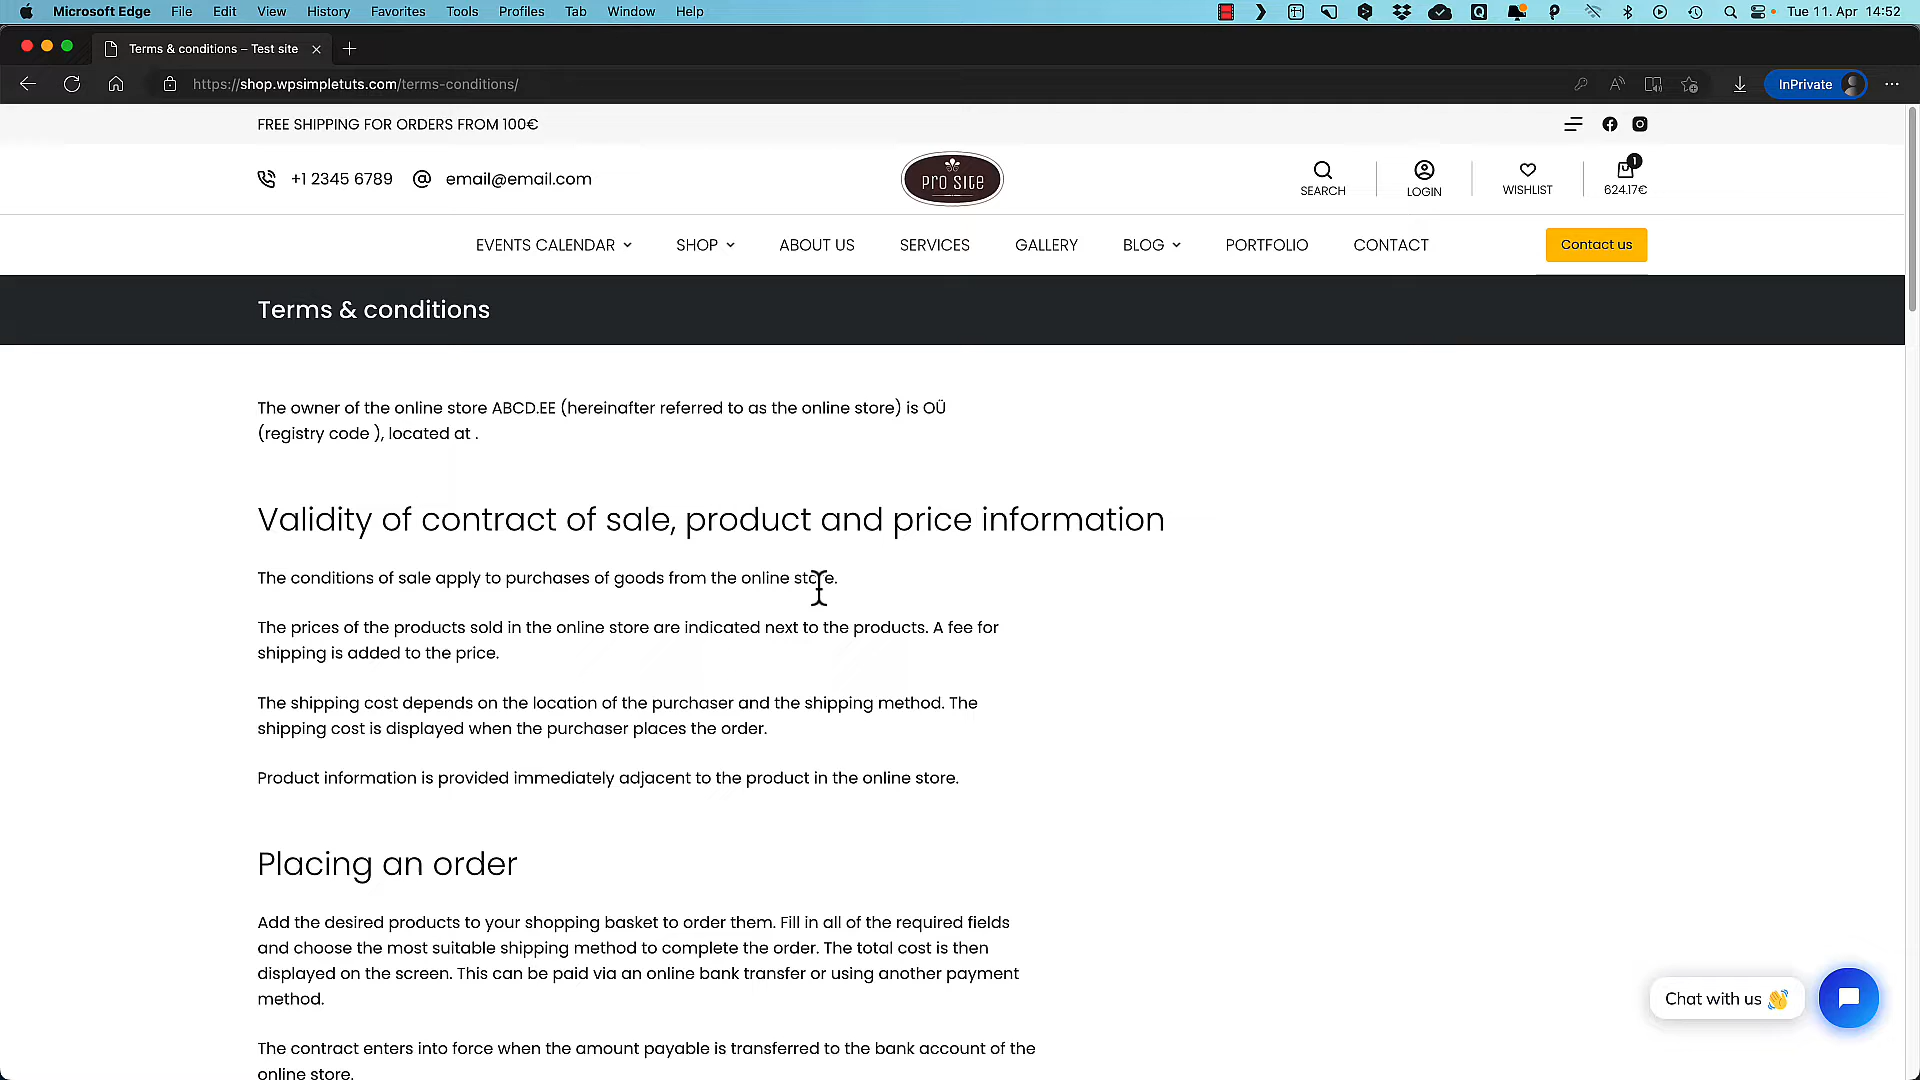 Microsoft Edge File Edit View History Favorites Tools Profiles Tab Window Help Tue 11. Apr 14:52
Terms & conditions – Test site
https://shop.wpsimpletuts.com/terms-conditions/ InPrivate
FREE SHIPPING FOR ORDERS FROM 100€
+1 2345 6789 email@email.com
PRO SITE
SEARCH
LOGIN
WISHLIST
1
624.17€
EVENTS CALENDAR SHOP ABOUT US SERVICES GALLERY BLOG PORTFOLIO CONTACT Contact us
Terms & conditions
The owner of the online store ABCD.EE (hereinafter referred to as the online store) is OÜ
(registry code ), located at .
Validity of contract of sale, product and price information
The conditions of sale apply to purchases of goods from the online store.
The prices of the products sold in the online store are indicated next to the products. A fee for
shipping is added to the price.
The shipping cost depends on the location of the purchaser and the shipping method. The
shipping cost is displayed when the purchaser places the order.
Product information is provided immediately adjacent to the product in the online store.
Placing an order
Add the desired products to your shopping basket to order them. Fill in all of the required fields
and choose the most suitable shipping method to complete the order. The total cost is then
displayed on the screen. This can be paid via an online bank transfer or using another payment
method.
The contract enters into force when the amount payable is transferred to the bank account of the
online store.
Chat with us 👋